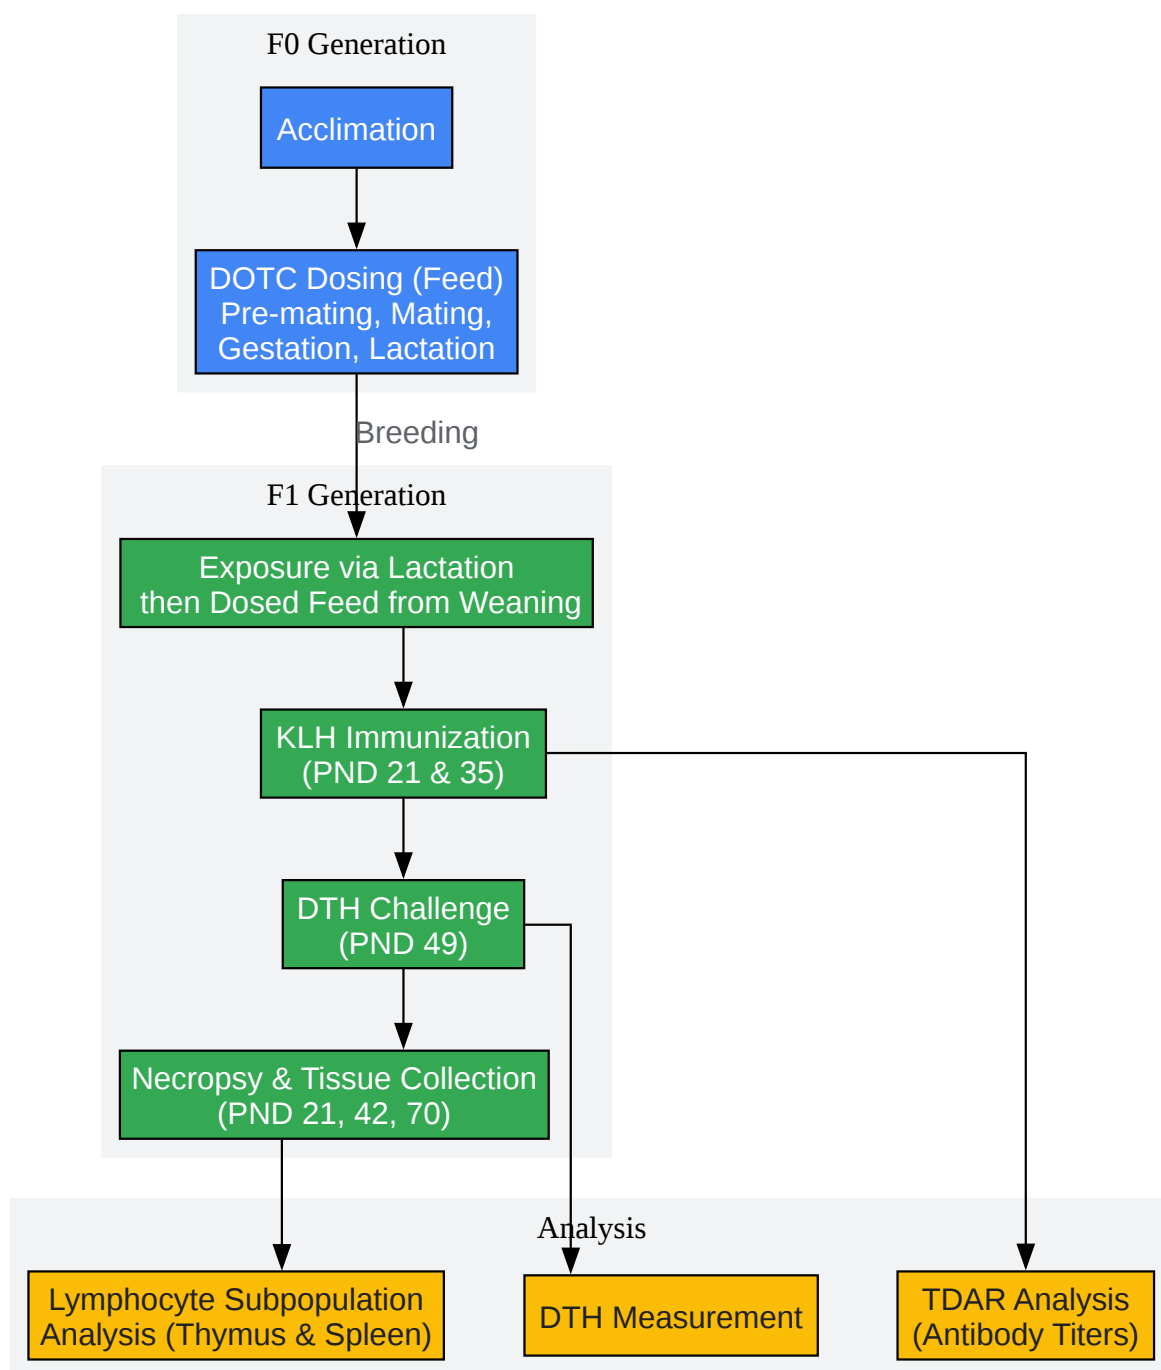 F0 Generation
Acclimation
DOTC Dosing (Feed)
Pre-mating, Mating,
Gestation, Lactation
Breeding
F1 Generation
Exposure via Lactation
then Dosed Feed from Weaning
KLH Immunization
(PND 21 & 35)
DTH Challenge
(PND 49)
Necropsy & Tissue Collection
(PND 21, 42, 70)
Analysis
Lymphocyte Subpopulation
Analysis (Thymus & Spleen)
DTH Measurement
TDAR Analysis
(Antibody Titers)